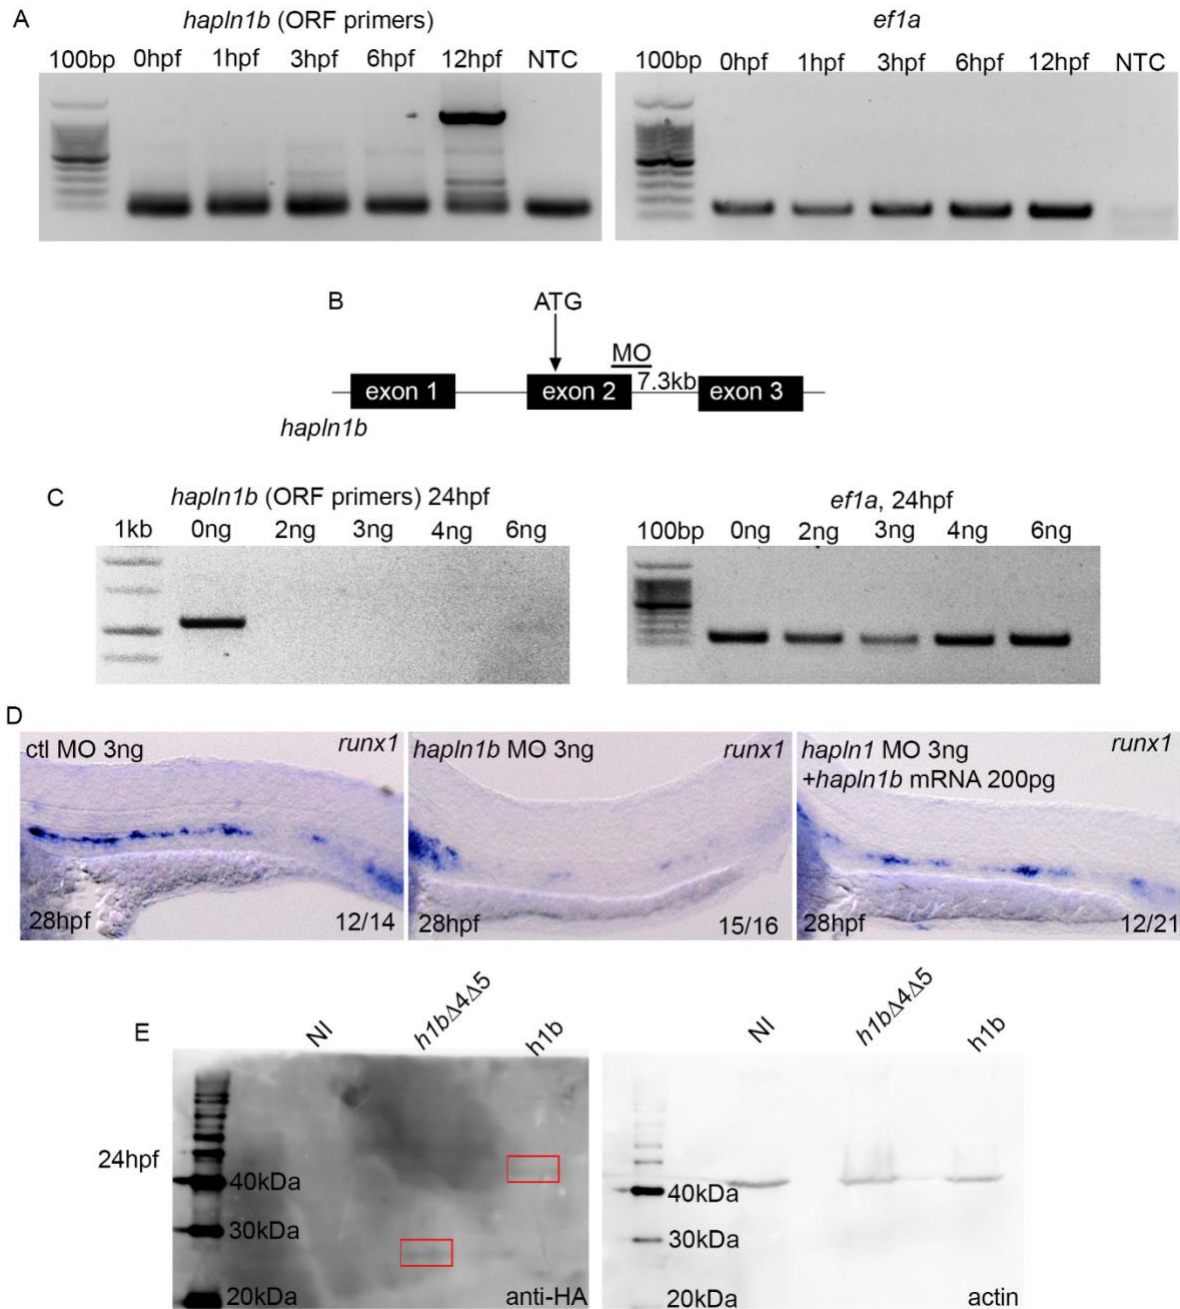 A
hapln1b (ORF primers)
100bp 0hpf 1hpf 3hpf 6hpf 12hpf NTC
ef1a
100bp 0hpf 1hpf 3hpf 6hpf 12hpf NTC
B
ATG
MO
7.3kb
exon 1
exon 2
exon 3
hapln1b
C
hapln1b (ORF primers) 24hpf
1kb 0ng 2ng 3ng 4ng 6ng
ef1a, 24hpf
100bp 0ng 2ng 3ng 4ng 6ng
D
ctl MO 3ng
runx1
28hpf
12/14
hapln1b MO 3ng
runx1
28hpf
15/16
hapln1 MO 3ng
+hapln1b mRNA 200pg
runx1
28hpf
12/21
E
NI
h1bΔ4Δ5
h1b
24hpf
40kDa
30kDa
20kDa
anti-HA
NI
h1bΔ4Δ5
h1b
40kDa
30kDa
20kDa
actin